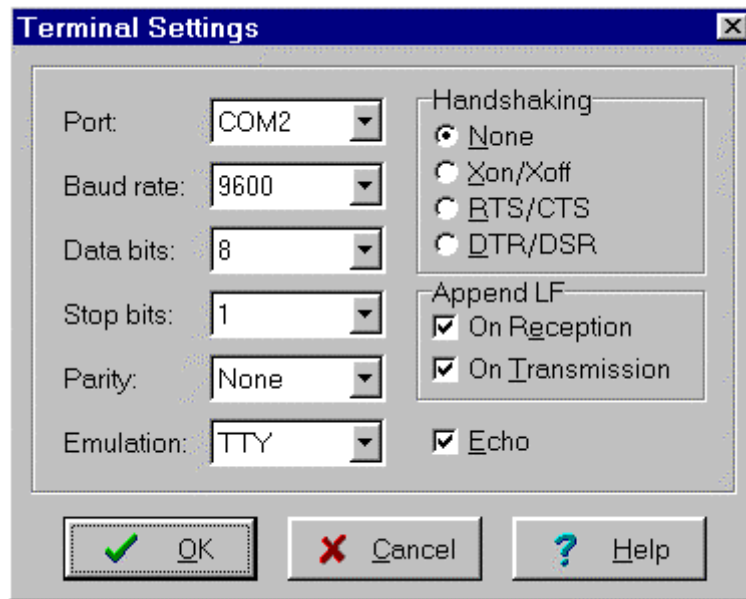 Terminal Settings
Port: COM2
Baud rate: 9600
Data bits: 8
Stop bits: 1
Parity: None
Emulation: TTY
Handshaking
None
Xon/Xoff
RTS/CTS
DTR/DSR
Append LF
On Reception
On Transmission
Echo
OK
Cancel
? Help